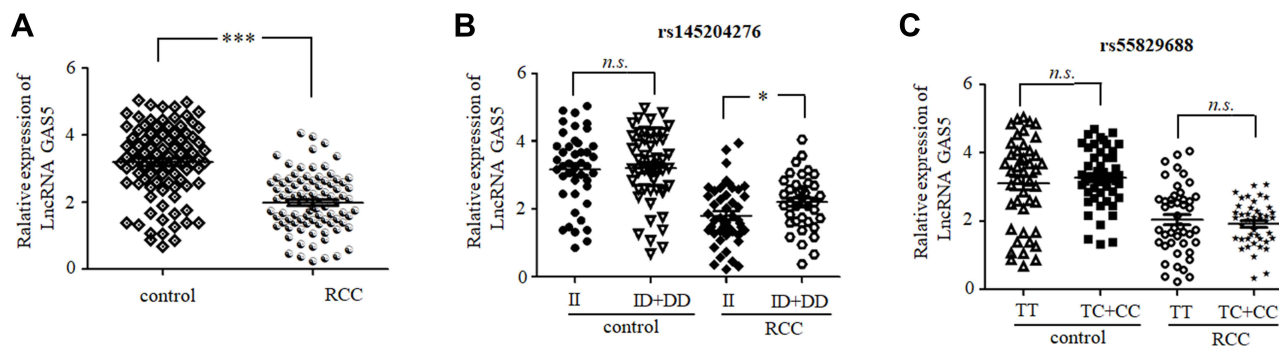 A
Ralative expression of
LncRNA GAS5
6
4
2
0
***
control
RCC
B
rs145204276
Ralative expression of
LncRNA GAS5
6
4
2
0
n.s.
*
II
ID+DD
II
ID+DD
control
RCC
C
rs55829688
Ralative expression of
LncRNA GAS5
6
4
2
0
n.s.
n.s.
TT
TC+CC
TT
TC+CC
control
RCC